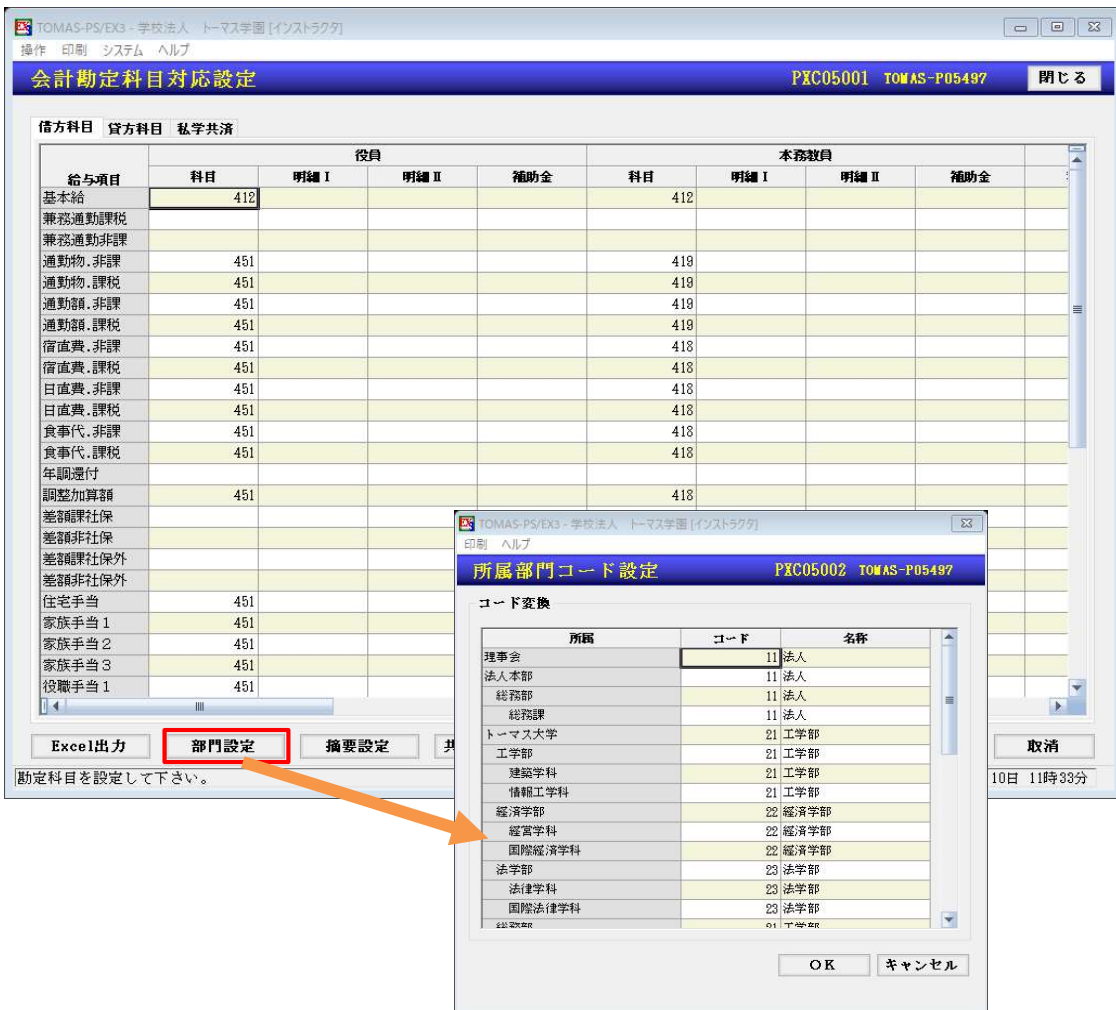 TOMAS-PS/EX3 - 学校法人 トーマス学園 [インストラクタ]
操作 印刷 システム ヘルプ
会計勘定科目対応設定 PXC05001 TOMAS-P05497 閉じる
借方科目 貸方科目 私学共済
役員 本務教員
給与項目 科目 明細Ⅰ 明細Ⅱ 補助金 科目 明細Ⅰ 明細Ⅱ 補助金
基本給 412 412
兼務通勤課税
兼務通勤非課
通勤物.非課 451 419
通勤物.課税 451 419
通勤額.非課 451 419
通勤額.課税 451 419
宿直費.非課 451 418
宿直費.課税 451 418
日直費.非課 451 418
日直費.課税 451 418
食事代.非課 451 418
食事代.課税 451 418
年調還付
調整加算額 451 418
差額課社保
差額非社保
差額課社保外
差額非社保外
住宅手当 451
家族手当1 451
家族手当2 451
家族手当3 451
役職手当1 451
Excel出力 部門設定 摘要設定 取消
勘定科目を設定して下さい。 10日 11時33分
TOMAS-PS/EX3 - 学校法人 トーマス学園 [インストラクタ]
印刷 ヘルプ
所属部門コード設定 PXC05002 TOMAS-P05497
コード変換
所属 コード 名称
理事会 11 法人
法人本部 11 法人
総務部 11 法人
総務課 11 法人
トーマス大学 21 工学部
工学部 21 工学部
建築学科 21 工学部
情報工学科 21 工学部
経済学部 22 経済学部
経営学科 22 経済学部
国際経済学科 22 経済学部
法学部 23 法学部
法律学科 23 法学部
国際法律学科 23 法学部
総務部 21 工学部
OK キャンセル